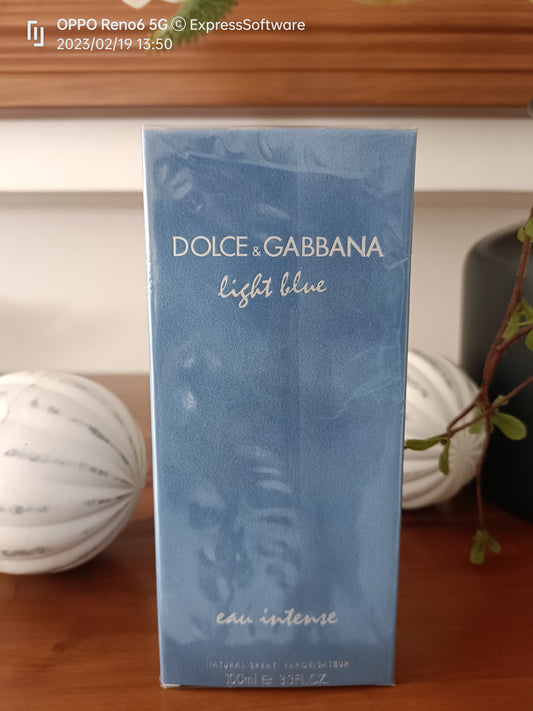 OPPO Reno6 5G © ExpressSoftware
2023/02/19 13:50
DOLCE & GABBANA
light blue
eau intense
NATURAL SPRAY VAPORISATEUR
100ml ℮ 3.3FL.OZ.